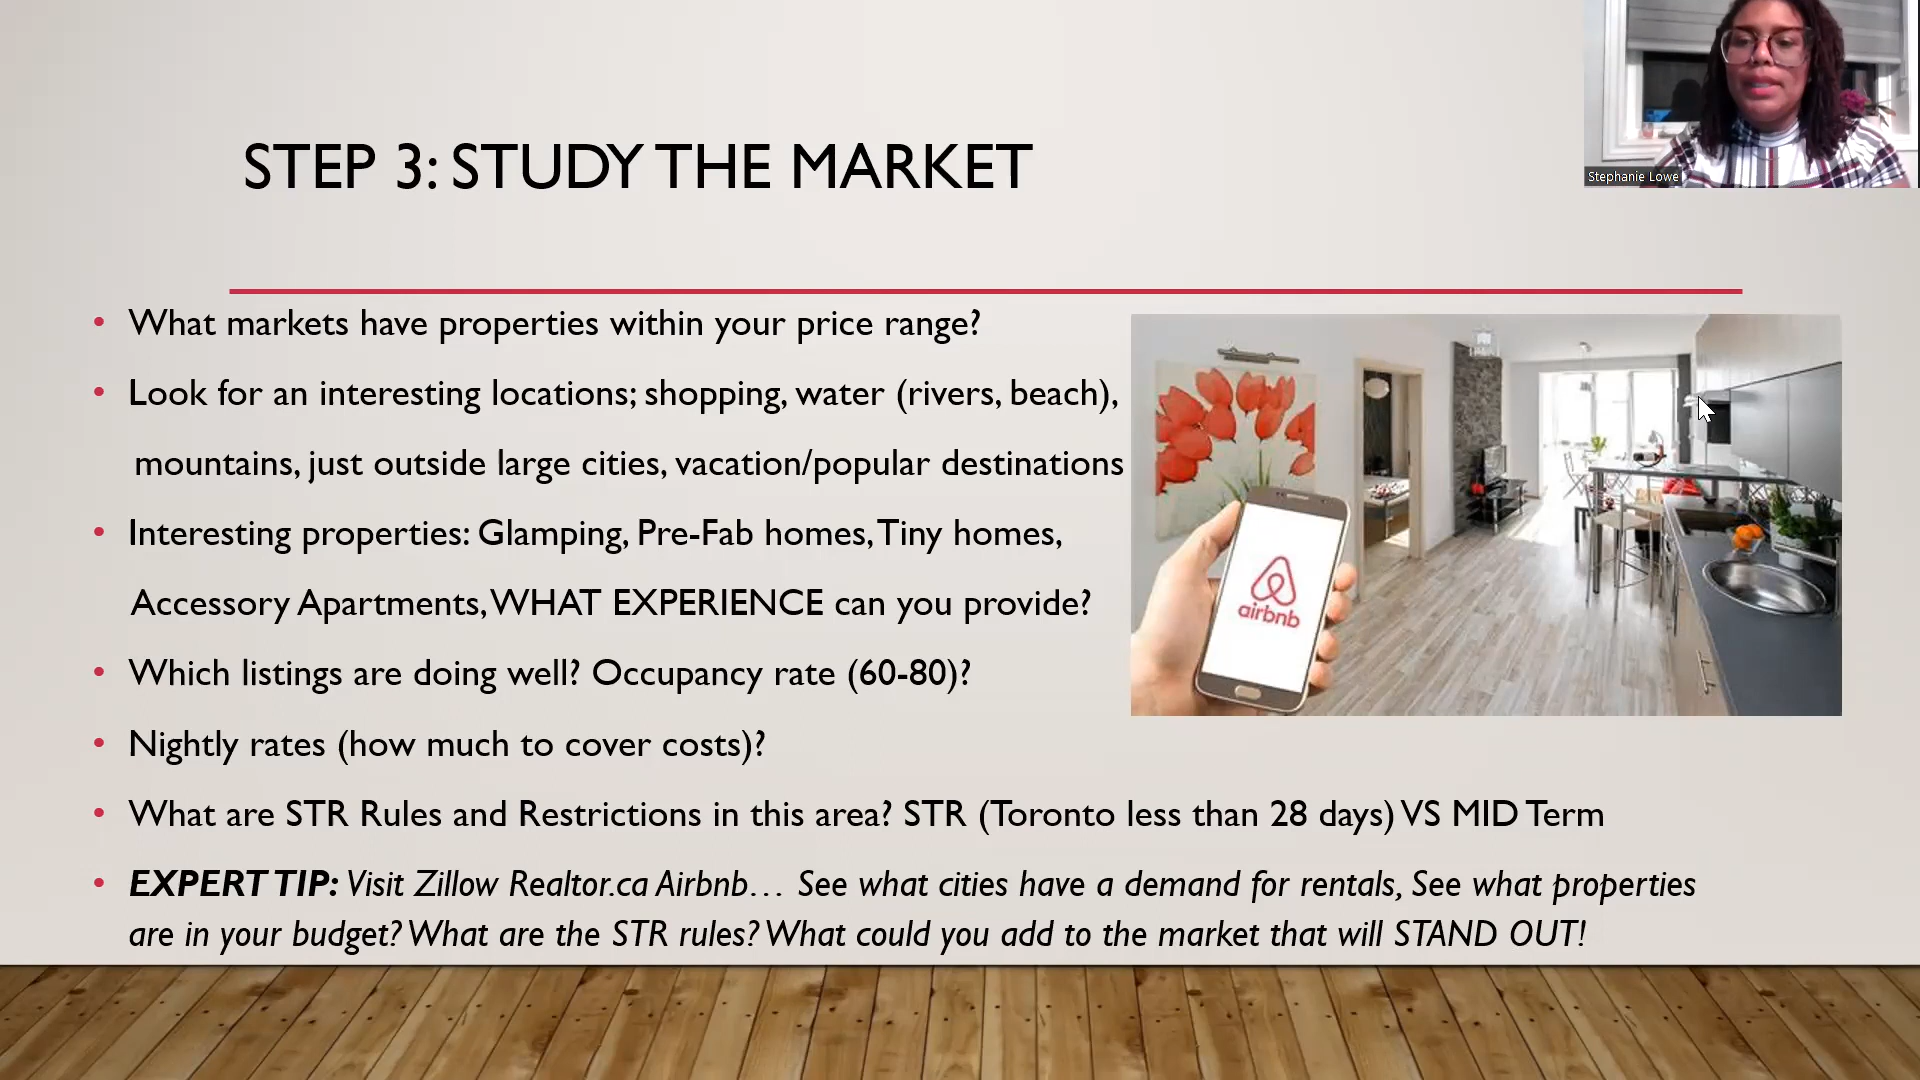 STEP 3: STUDY THE MARKET
Stephanie Lowe
• What markets have properties within your price range?
• Look for an interesting locations; shopping, water (rivers, beach),
mountains, just outside large cities, vacation/popular destinations
• Interesting properties: Glamping, Pre-Fab homes, Tiny homes,
Accessory Apartments, WHAT EXPERIENCE can you provide?
• Which listings are doing well? Occupancy rate (60-80)?
• Nightly rates (how much to cover costs)?
• What are STR Rules and Restrictions in this area? STR (Toronto less than 28 days) VS MID Term
• EXPERT TIP: Visit Zillow Realtor.ca Airbnb… See what cities have a demand for rentals, See what properties
are in your budget? What are the STR rules? What could you add to the market that will STAND OUT!
airbnb